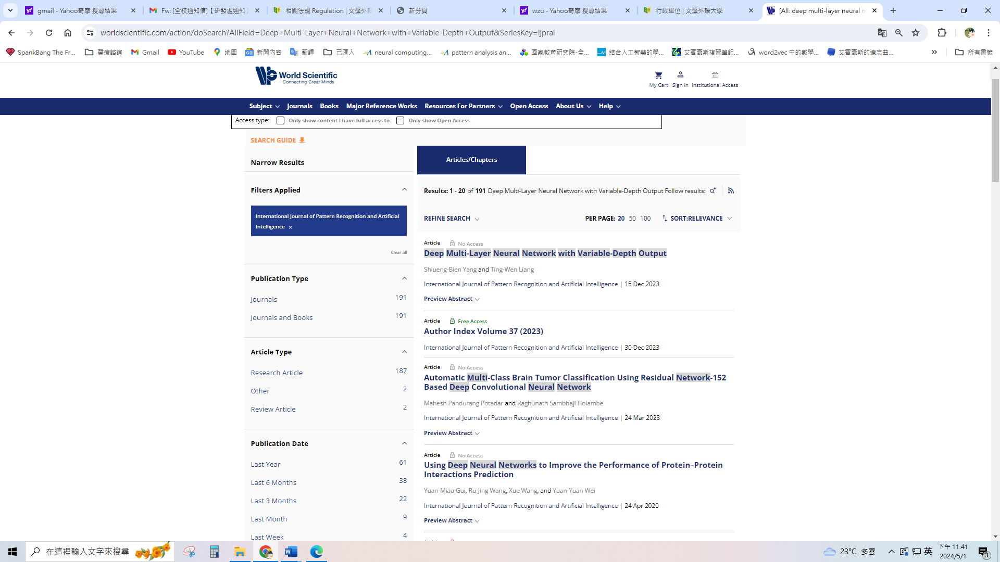 gmail - Yahoo奇摩 搜尋結果
Fw: [全校通知信]【研發處通知
相關法規 Regulation | 文藻外語
新分頁
wzu - Yahoo奇摩 搜尋結果
行政單位 | 文藻外語大學
[All: deep multi-layer neural n
worldscientific.com/action/doSearch?AllField=Deep+Multi-Layer+Neural+Network+with+Variable-Depth+Output&SeriesKey=ijprai
SpankBang The Fr...
醫療諮詢
Gmail
YouTube
地圖
新聞內容
翻譯
已匯入
neural computing...
pattern analysis an...
國家教育研究院-全...
結合人工智慧的學...
艾賓豪斯複習筆記...
word2vec 中的數學...
艾賓豪斯的遺忘曲...
所有書籤
World Scientific
Connecting Great Minds
My Cart
Sign in
Institutional Access
Subject
Journals
Books
Major Reference Works
Resources For Partners
Open Access
About Us
Help
Access type:
Only show content I have full access to
Only show Open Access
SEARCH GUIDE
Narrow Results
Filters Applied
International Journal of Pattern Recognition and Artificial
Intelligence ×
Clear all
Publication Type
Journals 191
Journals and Books 191
Article Type
Research Article 187
Other 2
Review Article 2
Publication Date
Last Year 61
Last 6 Months 38
Last 3 Months 22
Last Month 9
Last Week 4
Articles/Chapters
Results: 1 - 20 of 191 Deep Multi-Layer Neural Network with Variable-Depth Output Follow results:
REFINE SEARCH
PER PAGE: 20 50 100
SORT:RELEVANCE
Article No Access
Deep Multi-Layer Neural Network with Variable-Depth Output
Shiueng-Bien Yang and Ting-Wen Liang
International Journal of Pattern Recognition and Artificial Intelligence | 15 Dec 2023
Preview Abstract
Article Free Access
Author Index Volume 37 (2023)
International Journal of Pattern Recognition and Artificial Intelligence | 30 Dec 2023
Article No Access
Automatic Multi-Class Brain Tumor Classification Using Residual Network-152
Based Deep Convolutional Neural Network
Mahesh Pandurang Potadar and Raghunath Sambhaji Holambe
International Journal of Pattern Recognition and Artificial Intelligence | 24 Mar 2023
Preview Abstract
Article No Access
Using Deep Neural Networks to Improve the Performance of Protein–Protein
Interactions Prediction
Yuan-Miao Gui, Ru-Jing Wang, Xue Wang, and Yuan-Yuan Wei
International Journal of Pattern Recognition and Artificial Intelligence | 24 Apr 2020
Preview Abstract
在這裡輸入文字來搜尋
23°C 多雲
英
下午 11:41
2024/5/1
3